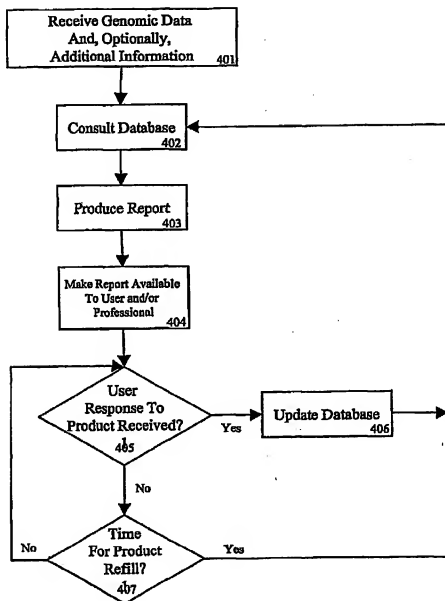 Receive Genomic Data
And, Optionally,
Additional Information
401
Consult Database
402
Produce Report
403
Make Report Available
To User and/or
Professional
404
User
Response To
Product Received?
405
Yes
Update Database
406
No
Time
For Product
Refill?
407
No
Yes